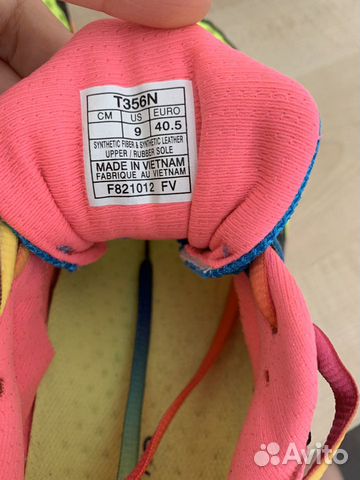 T356N
CM US EURO
9 40.5
SYNTHETIC FIBER & SYNTHETIC LEATHER
UPPER / RUBBER SOLE
MADE IN VIETNAM
FABRIQUE AU VIETNAM
F821012 FV
Avito